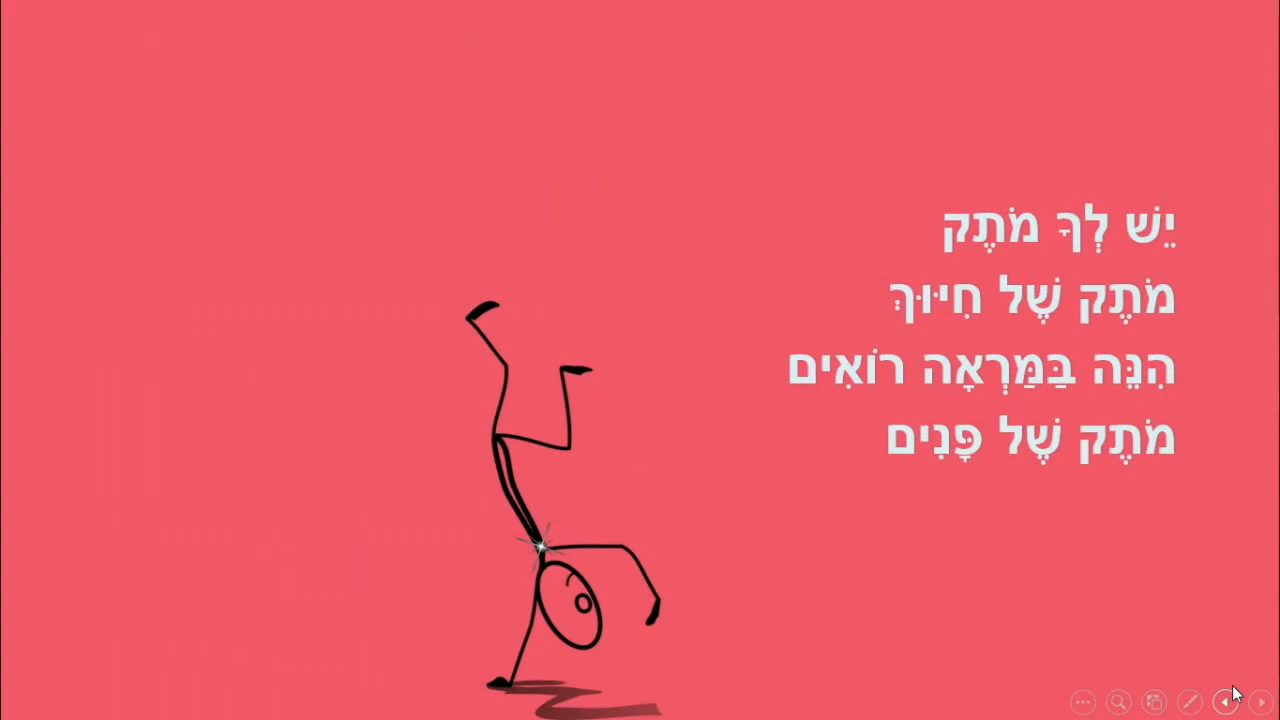 יֵשׁ לְךָ מֹתֶק
מֹתֶק שֶׁל חִיּוּךְ
הִנֵּה בַּמַּרְאָה רוֹאִים
מֹתֶק שֶׁל פָּנִים